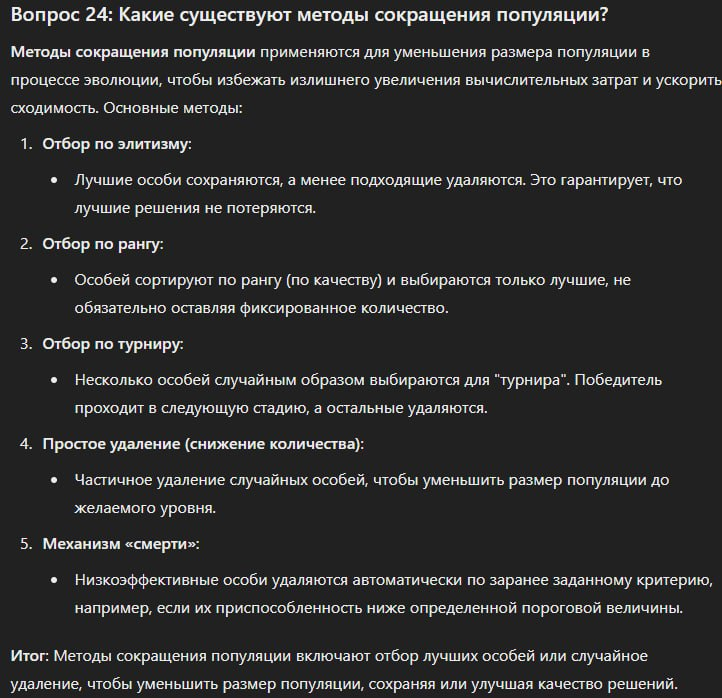 Вопрос 24: Какие существуют методы сокращения популяции?
Методы сокращения популяции применяются для уменьшения размера популяции в
процессе эволюции, чтобы избежать излишнего увеличения вычислительных затрат и ускорить
сходимость. Основные методы:
1. Отбор по элитизму:
• Лучшие особи сохраняются, а менее подходящие удаляются. Это гарантирует, что
лучшие решения не потеряются.
2. Отбор по рангу:
• Особей сортируют по рангу (по качеству) и выбираются только лучшие, не
обязательно оставляя фиксированное количество.
3. Отбор по турниру:
• Несколько особей случайным образом выбираются для "турнира". Победитель
проходит в следующую стадию, а остальные удаляются.
4. Простое удаление (снижение количества):
• Частичное удаление случайных особей, чтобы уменьшить размер популяции до
желаемого уровня.
5. Механизм «смерти»:
• Низкоэффективные особи удаляются автоматически по заранее заданному критерию,
например, если их приспособленность ниже определенной пороговой величины.
Итог: Методы сокращения популяции включают отбор лучших особей или случайное
удаление, чтобы уменьшить размер популяции, сохраняя или улучшая качество решений.